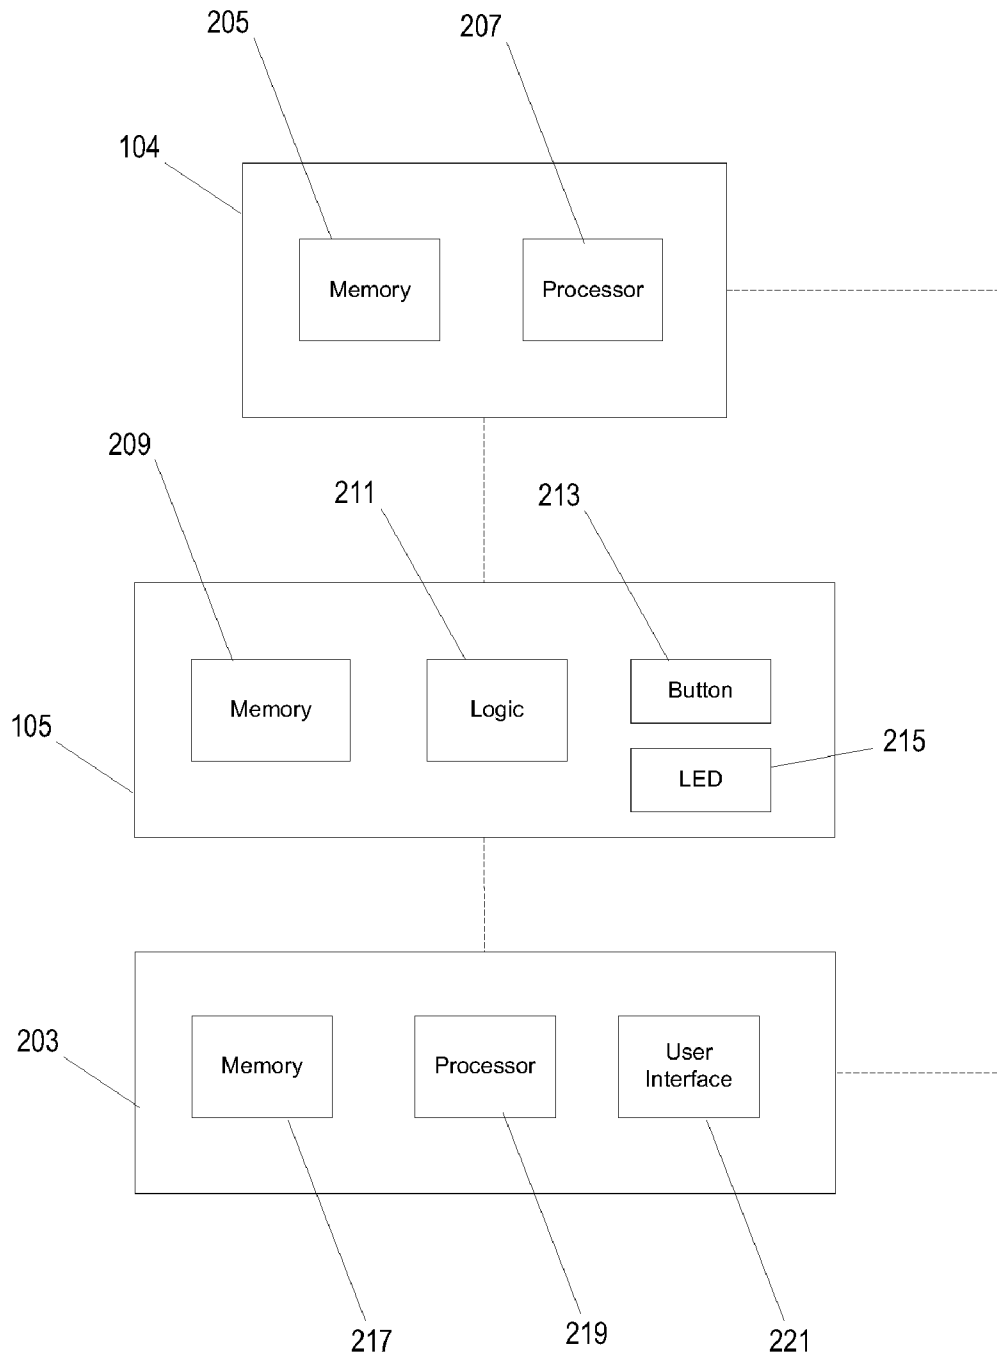 205
207
104
Memory
Processor
209
211
213
Memory
Logic
Button
105
215
LED
203
Memory
Processor
User
Interface
217
219
221